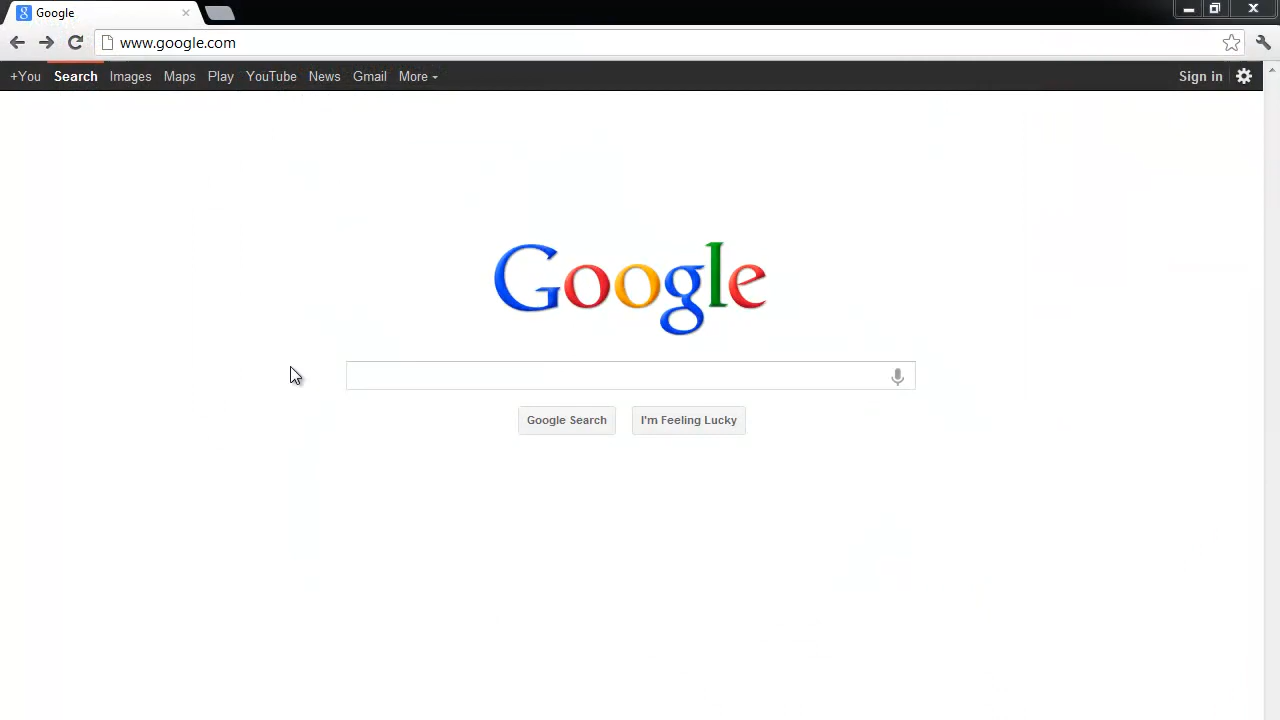 Google
www.google.com
+You Search Images Maps Play YouTube News Gmail More Sign in
Google
Google Search I'm Feeling Lucky